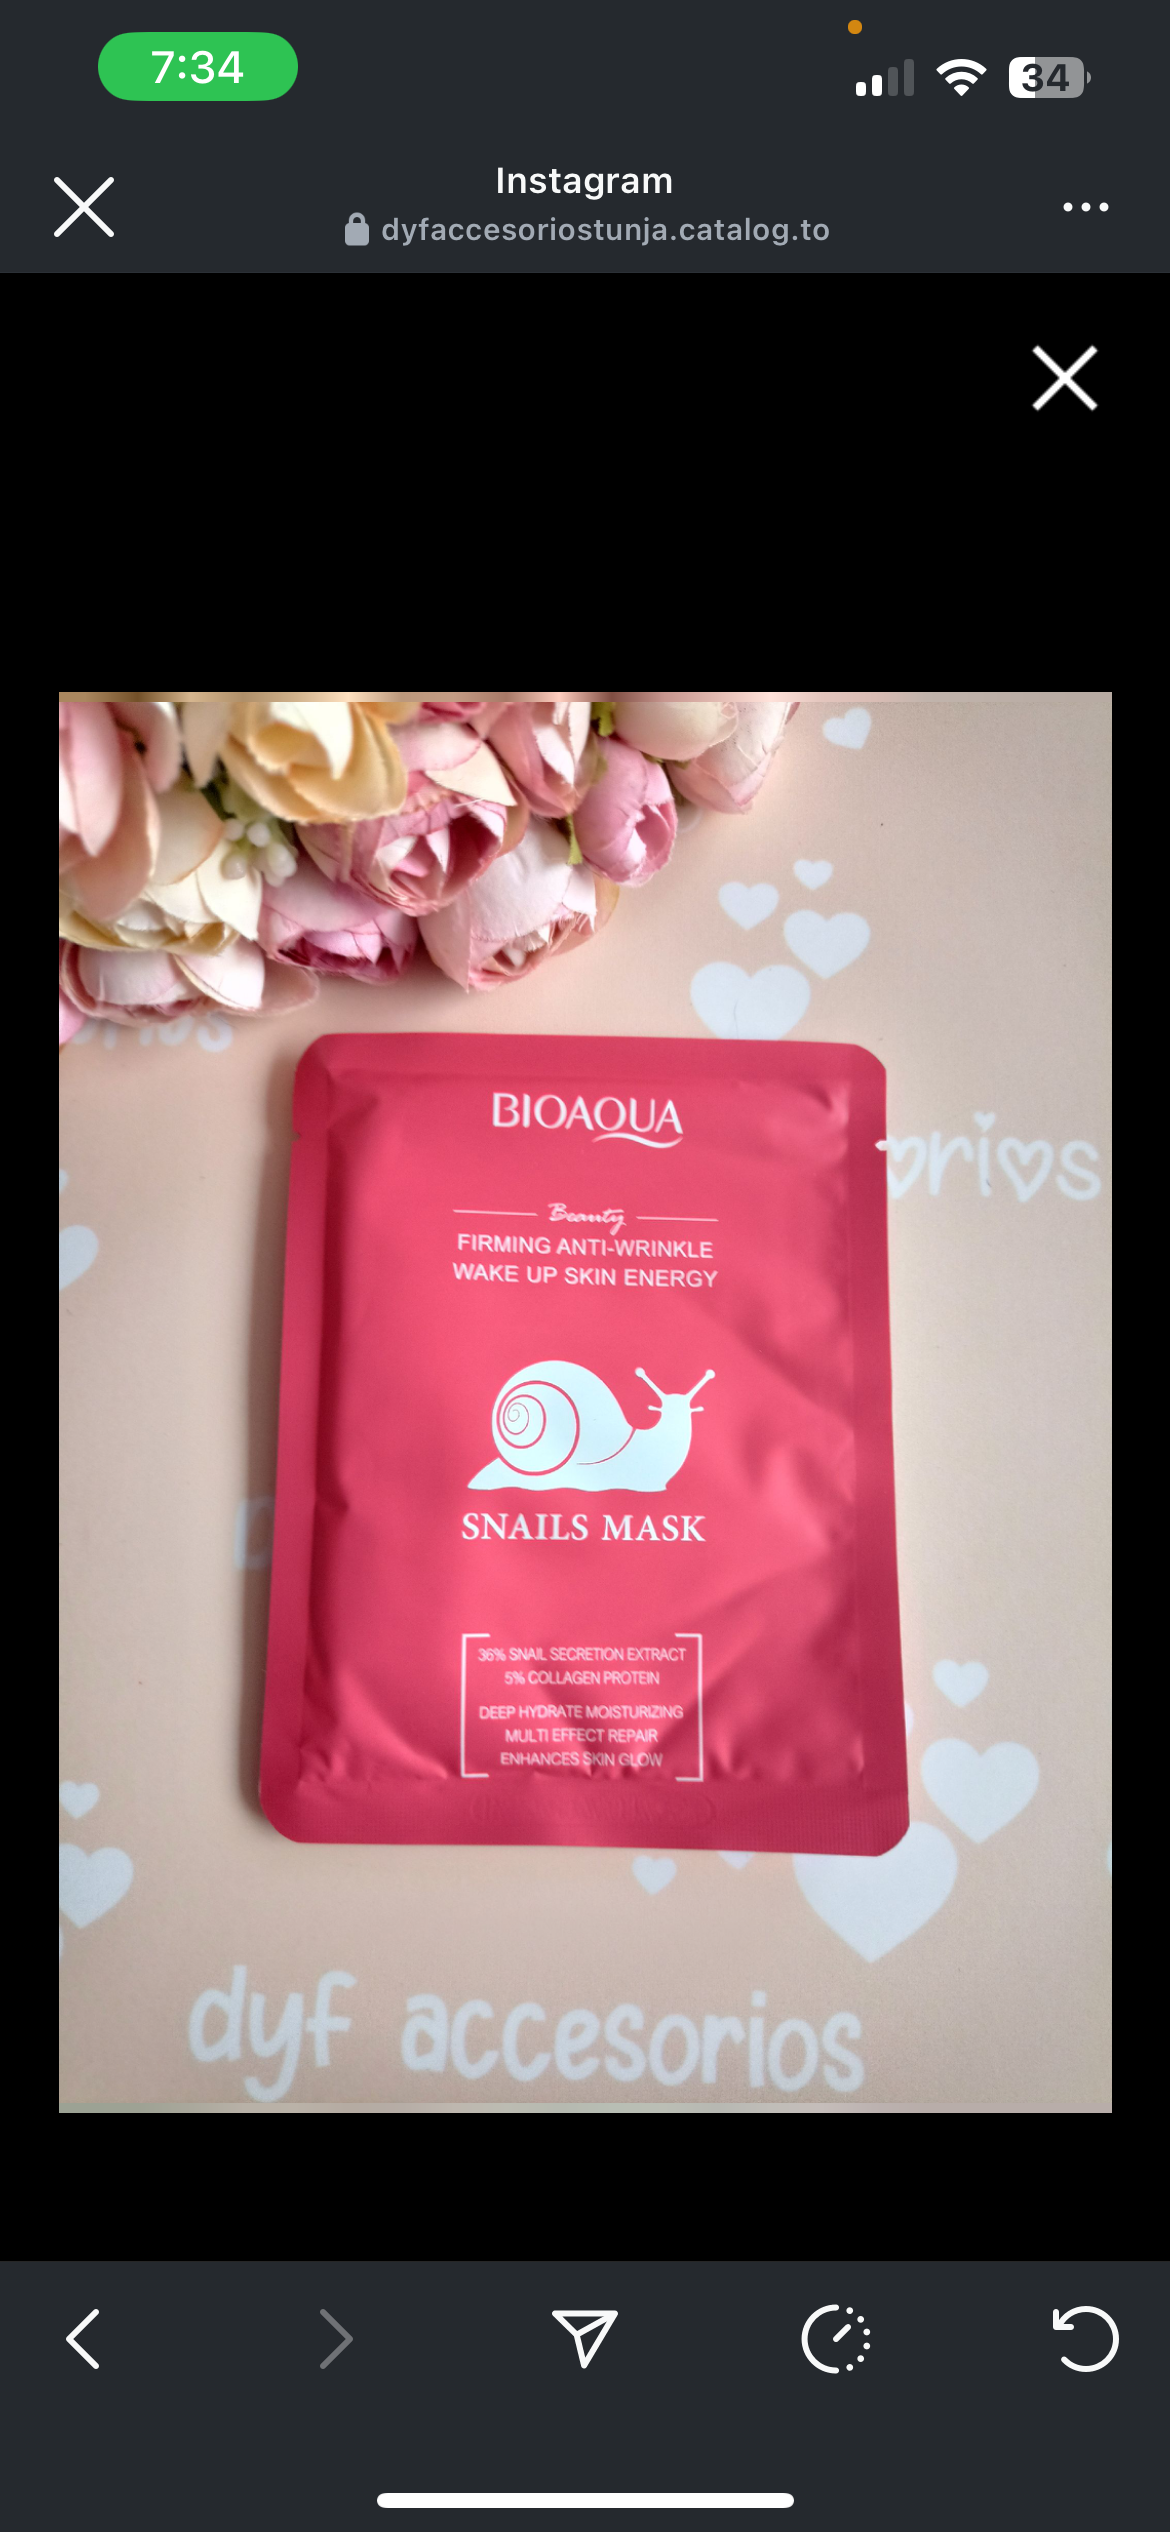 7:34
34
Instagram
dyfaccesoriostunja.catalog.to
BIOAQUA
Beauty
FIRMING ANTI-WRINKLE
WAKE UP SKIN ENERGY
SNAILS MASK
36% SNAIL SECRETION EXTRACT
5% COLLAGEN PROTEIN
DEEP HYDRATE MOISTURIZING
MULTI EFFECT REPAIR
ENHANCES SKIN GLOW
dyf accesorios